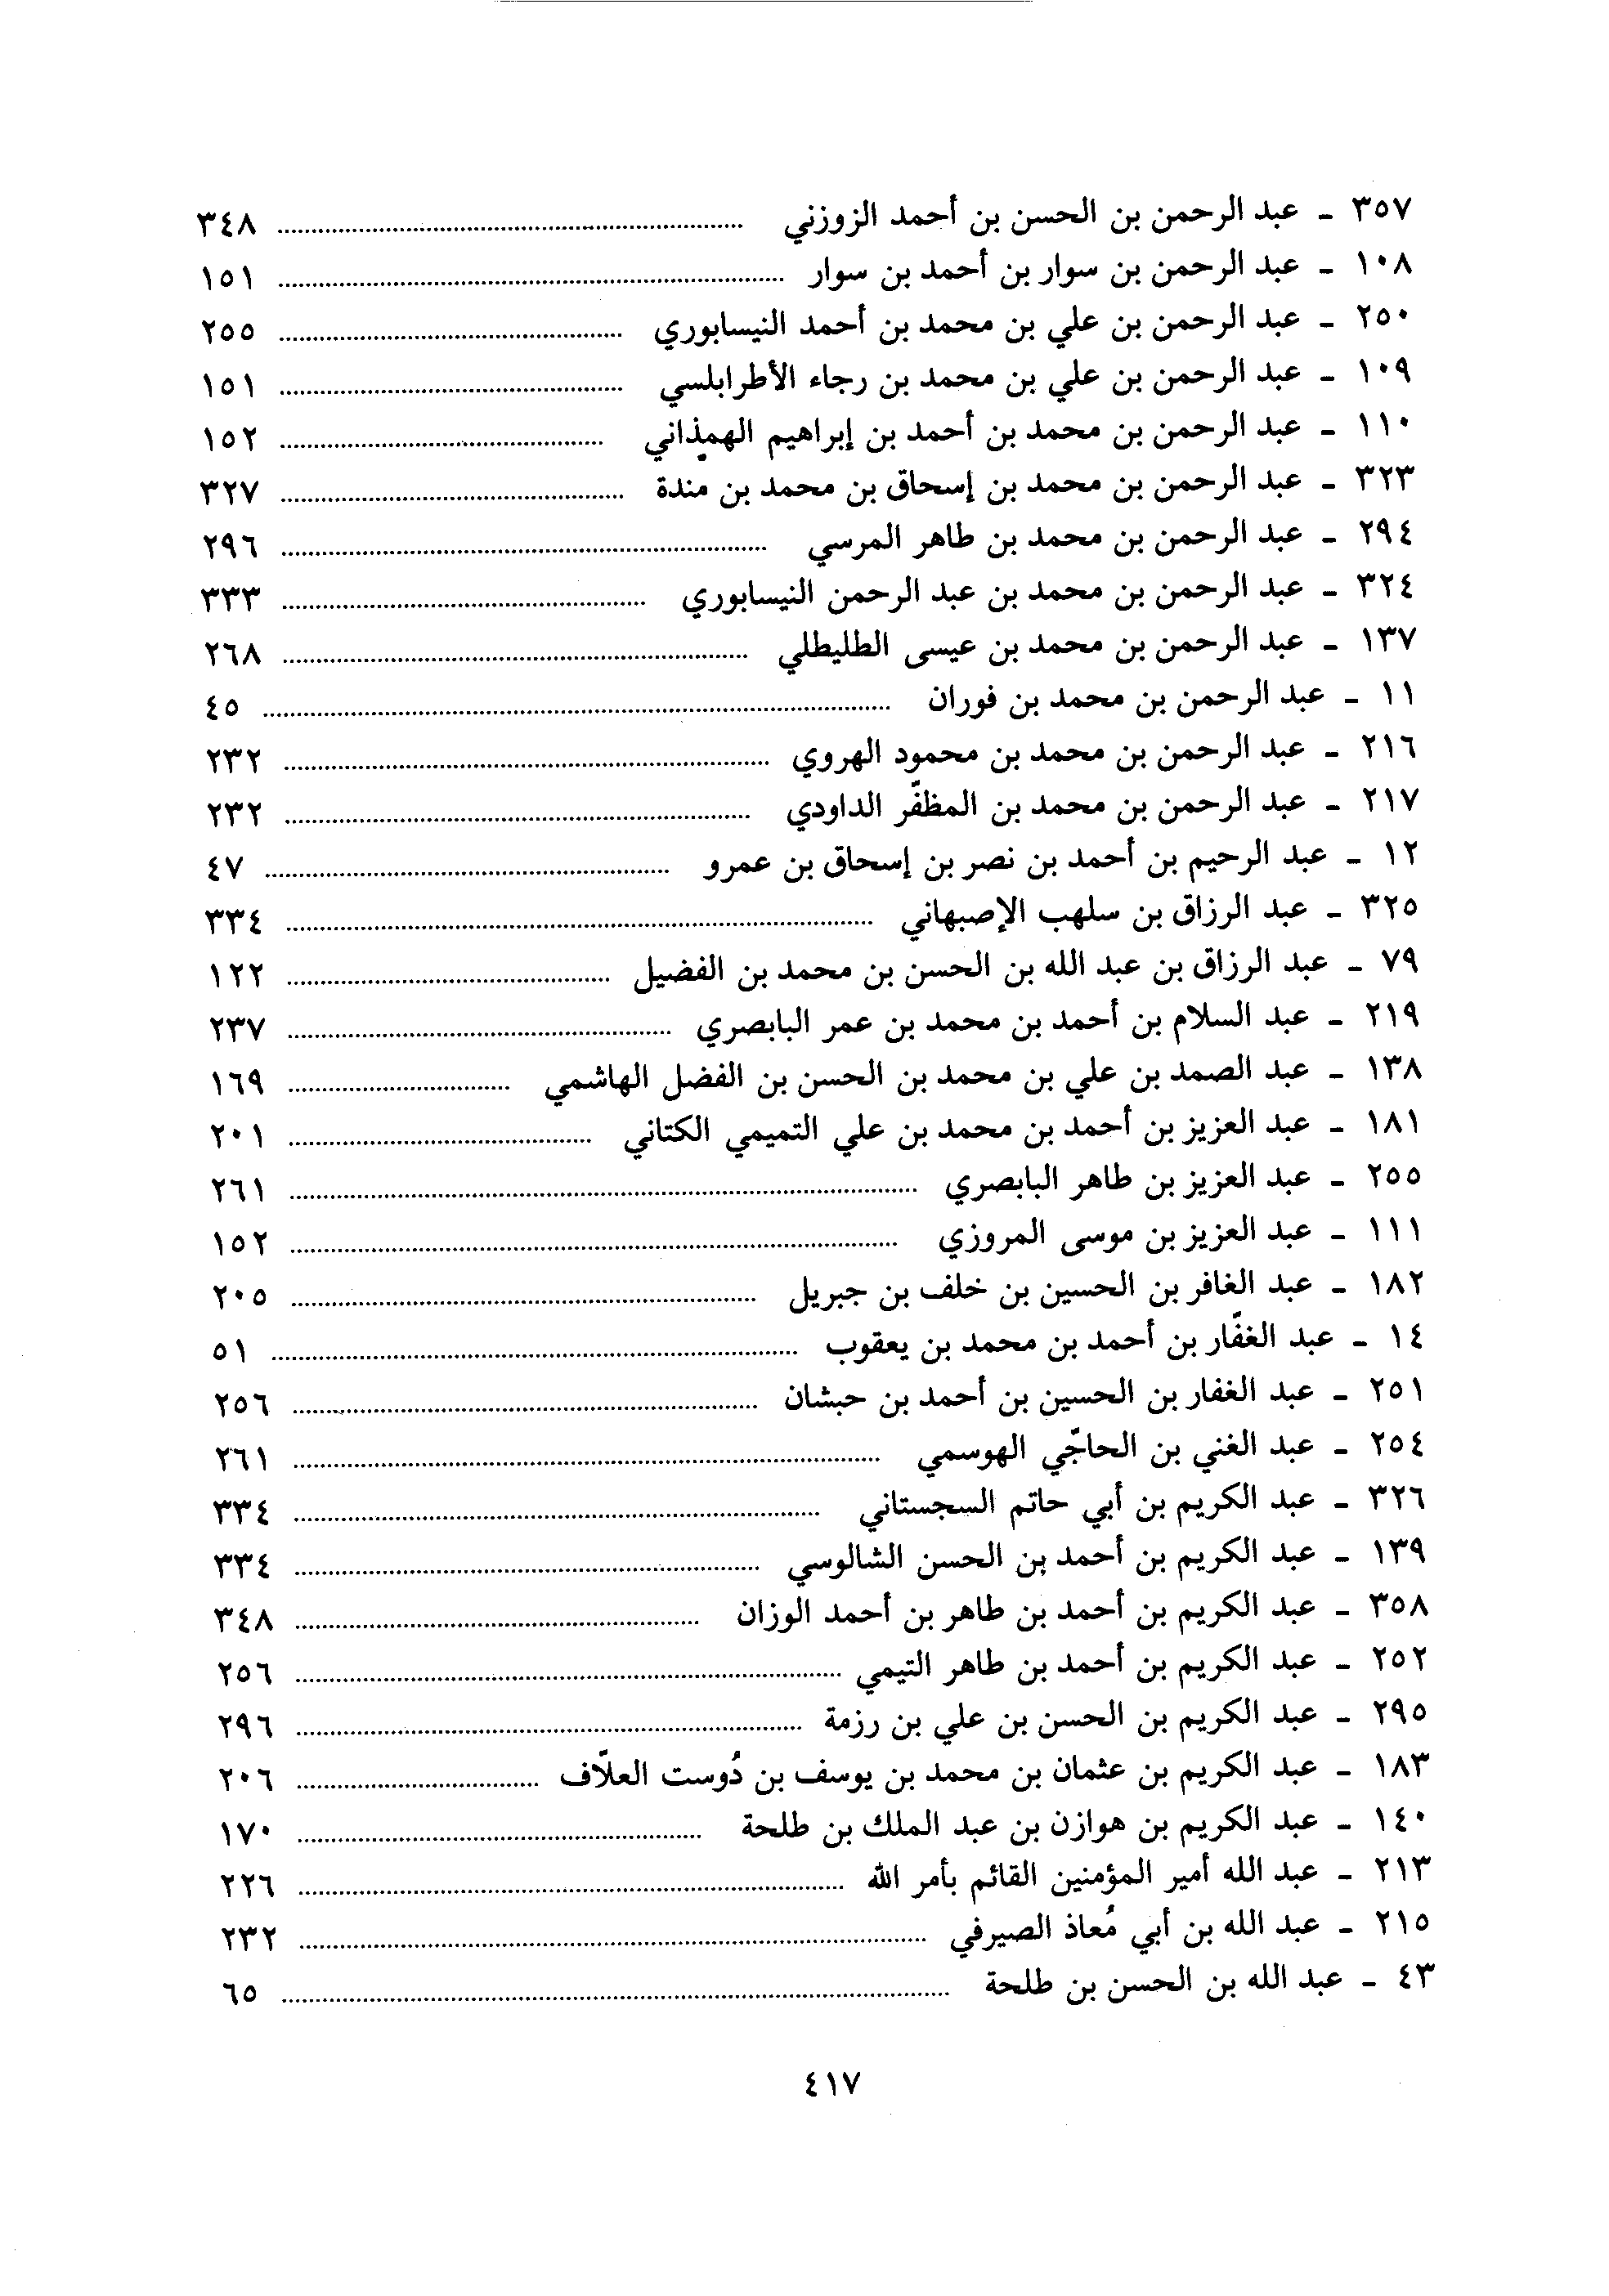 ٣٥٧ - عبد الرحمن بن الحسن بن أحمد الزوزني ........ ٣٤٨
١٠٨ - عبد الرحمن بن سوار بن أحمد بن سوار ........ ١٥١
٢٥٠ - عبد الرحمن بن علي بن محمد بن أحمد النيسابوري ........ ٢٥٥
١٠٩ - عبد الرحمن بن علي بن محمد بن رجاء الأطرابلسي ........ ١٥١
١١٠ - عبد الرحمن بن محمد بن أحمد بن إبراهيم الهمذاني ........ ١٥٢
٣٢٣ - عبد الرحمن بن محمد بن إسحاق بن محمد بن مندة ........ ٣٢٧
٢٩٤ - عبد الرحمن بن محمد بن طاهر المرسي ........ ٢٩٦
٣٢٤ - عبد الرحمن بن محمد بن عبد الرحمن النيسابوري ........ ٣٣٣
١٣٧ - عبد الرحمن بن محمد بن عيسى الطليطلي ........ ٢٦٨
١١ - عبد الرحمن بن محمد بن فوران ........ ٤٥
٢١٦ - عبد الرحمن بن محمد بن محمود الهروي ........ ٢٣٢
٢١٧ - عبد الرحمن بن محمد بن المظفّر الداودي ........ ٢٣٢
١٢ - عبد الرحيم بن أحمد بن نصر بن إسحاق بن عمرو ........ ٤٧
٣٢٥ - عبد الرزاق بن سلهب الإصبهاني ........ ٣٣٤
٧٩ - عبد الرزاق بن عبد الله بن الحسن بن محمد بن الفضيل ........ ١٢٢
٢١٩ - عبد السلام بن أحمد بن محمد بن عمر البابصري ........ ٢٣٧
١٣٨ - عبد الصمد بن علي بن محمد بن الحسن بن الفضل الهاشمي ........ ١٦٩
١٨١ - عبد العزيز بن أحمد بن محمد بن علي التميمي الكتاني ........ ٢٠١
٢٥٥ - عبد العزيز بن طاهر البابصري ........ ٢٦١
١١١ - عبد العزيز بن موسى المروزي ........ ١٥٢
١٨٢ - عبد الغافر بن الحسين بن خلف بن جبريل ........ ٢٠٥
١٤ - عبد الغفّار بن أحمد بن محمد بن يعقوب ........ ٥١
٢٥١ - عبد الغفار بن الحسين بن أحمد بن حبشان ........ ٢٥٦
٢٥٤ - عبد الغني بن الحاجّي الهوسمي ........ ٢٦١
٣٢٦ - عبد الكريم بن أبي حاتم السجستاني ........ ٣٣٤
١٣٩ - عبد الكريم بن أحمد بن الحسن الشالوسي ........ ٣٣٤
٣٥٨ - عبد الكريم بن أحمد بن طاهر بن أحمد الوزان ........ ٣٤٨
٢٥٢ - عبد الكريم بن أحمد بن طاهر التيمي ........ ٢٥٦
٢٩٥ - عبد الكريم بن الحسن بن علي بن رزمة ........ ٢٩٦
١٨٣ - عبد الكريم بن عثمان بن محمد بن يوسف بن دُوست العلّاف ........ ٢٠٦
١٤٠ - عبد الكريم بن هوازن بن عبد الملك بن طلحة ........ ١٧٠
٢١٣ - عبد الله أمير المؤمنين القائم بأمر الله ........ ٢٢٦
٢١٥ - عبد الله بن أبي مُعاذ الصيرفي ........ ٢٣٢
٤٣ - عبد الله بن الحسن بن طلحة ........ ٦٥
٤١٧